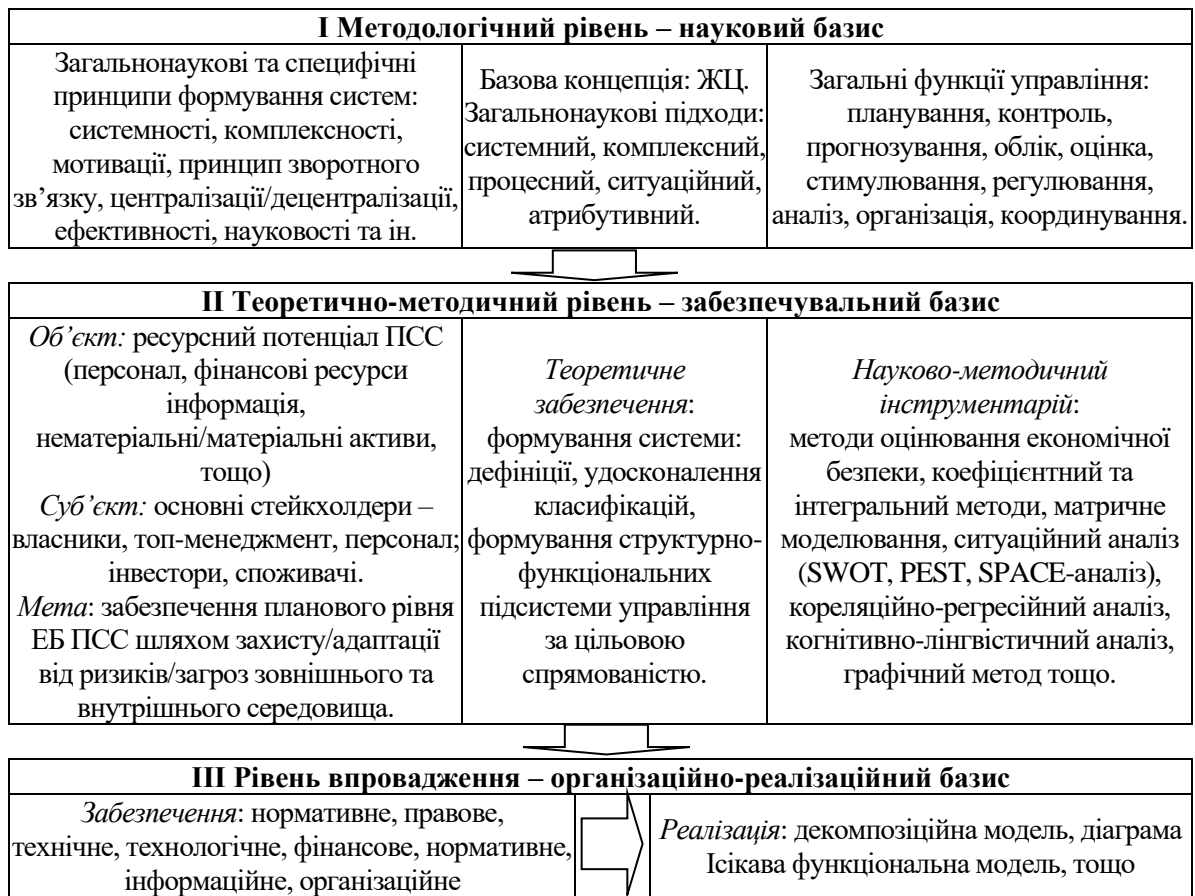 І Методологічний рівень – науковий базис
Загальнонаукові та специфічні
принципи формування систем:
системності, комплексності,
мотивації, принцип зворотного
зв’язку, централізації/децентралізації,
ефективності, науковості та ін.
Базова концепція: ЖЦ.
Загальнонаукові підходи:
системний, комплексний,
процесний, ситуаційний,
атрибутивний.
Загальні функції управління:
планування, контроль,
прогнозування, облік, оцінка,
стимулювання, регулювання,
аналіз, організація, координування.
ІІ Теоретично-методичний рівень – забезпечувальний базис
Об’єкт: ресурсний потенціал ПСС
(персонал, фінансові ресурси
інформація,
нематеріальні/матеріальні активи,
тощо)
Суб’єкт: основні стейкхолдери –
власники, топ-менеджмент, персонал;
інвестори, споживачі.
Мета: забезпечення планового рівня
ЕБ ПСС шляхом захисту/адаптації
від ризиків/загроз зовнішнього та
внутрішнього середовища.
Теоретичне
забезпечення:
формування системи:
дефініції, удосконалення
класифікацій,
формування структурно-
функціональних
підсистеми управління
за цільовою
спрямованістю.
Науково-методичний
інструментарій:
методи оцінювання економічної
безпеки, коефіцієнтний та
інтегральний методи, матричне
моделювання, ситуаційний аналіз
(SWOT, PEST, SPACE-аналіз),
кореляційно-регресійний аналіз,
когнітивно-лінгвістичний аналіз,
графічний метод тощо.
ІІІ Рівень впровадження – організаційно-реалізаційний базис
Забезпечення: нормативне, правове,
технічне, технологічне, фінансове, нормативне,
інформаційне, організаційне
Реалізація: декомпозіційна модель, діаграма
Ісікава функціональна модель, тощо